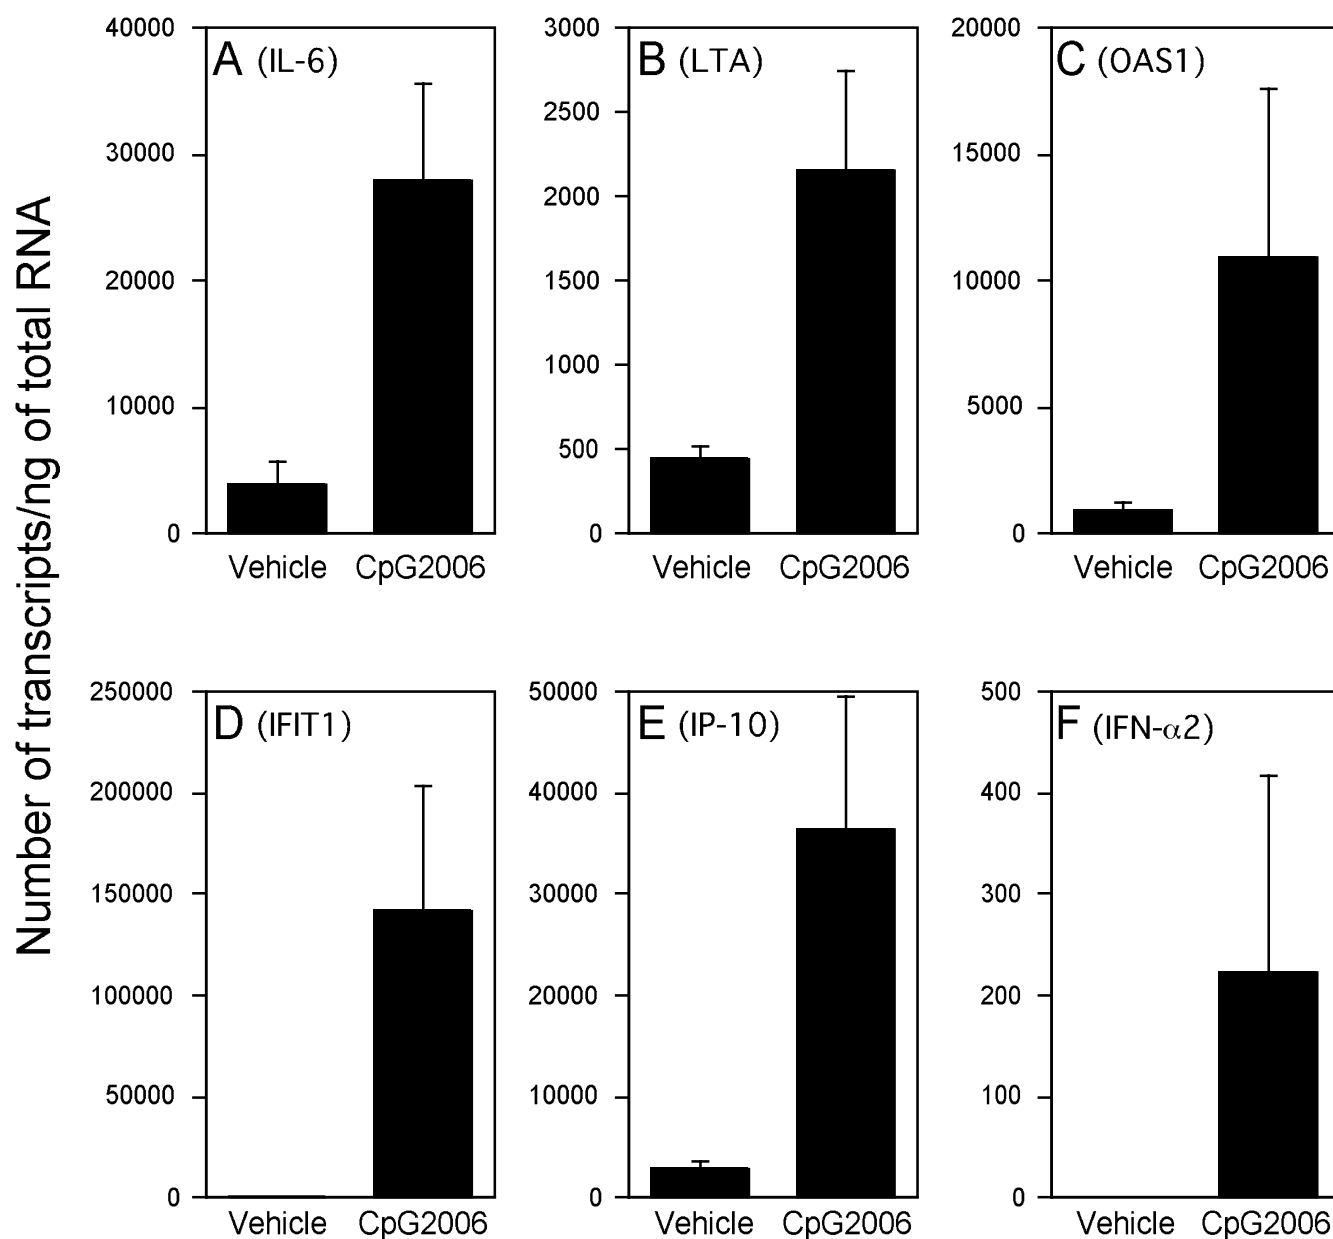 Number of transcripts/ng of total RNA
A (IL-6)
40000
30000
20000
10000
0
Vehicle CpG2006
B (LTA)
3000
2500
2000
1500
1000
500
0
Vehicle CpG2006
C (OAS1)
20000
15000
10000
5000
0
Vehicle CpG2006
D (IFIT1)
250000
200000
150000
100000
50000
0
Vehicle CpG2006
E (IP-10)
50000
40000
30000
20000
10000
0
Vehicle CpG2006
F (IFN-α2)
500
400
300
200
100
0
Vehicle CpG2006